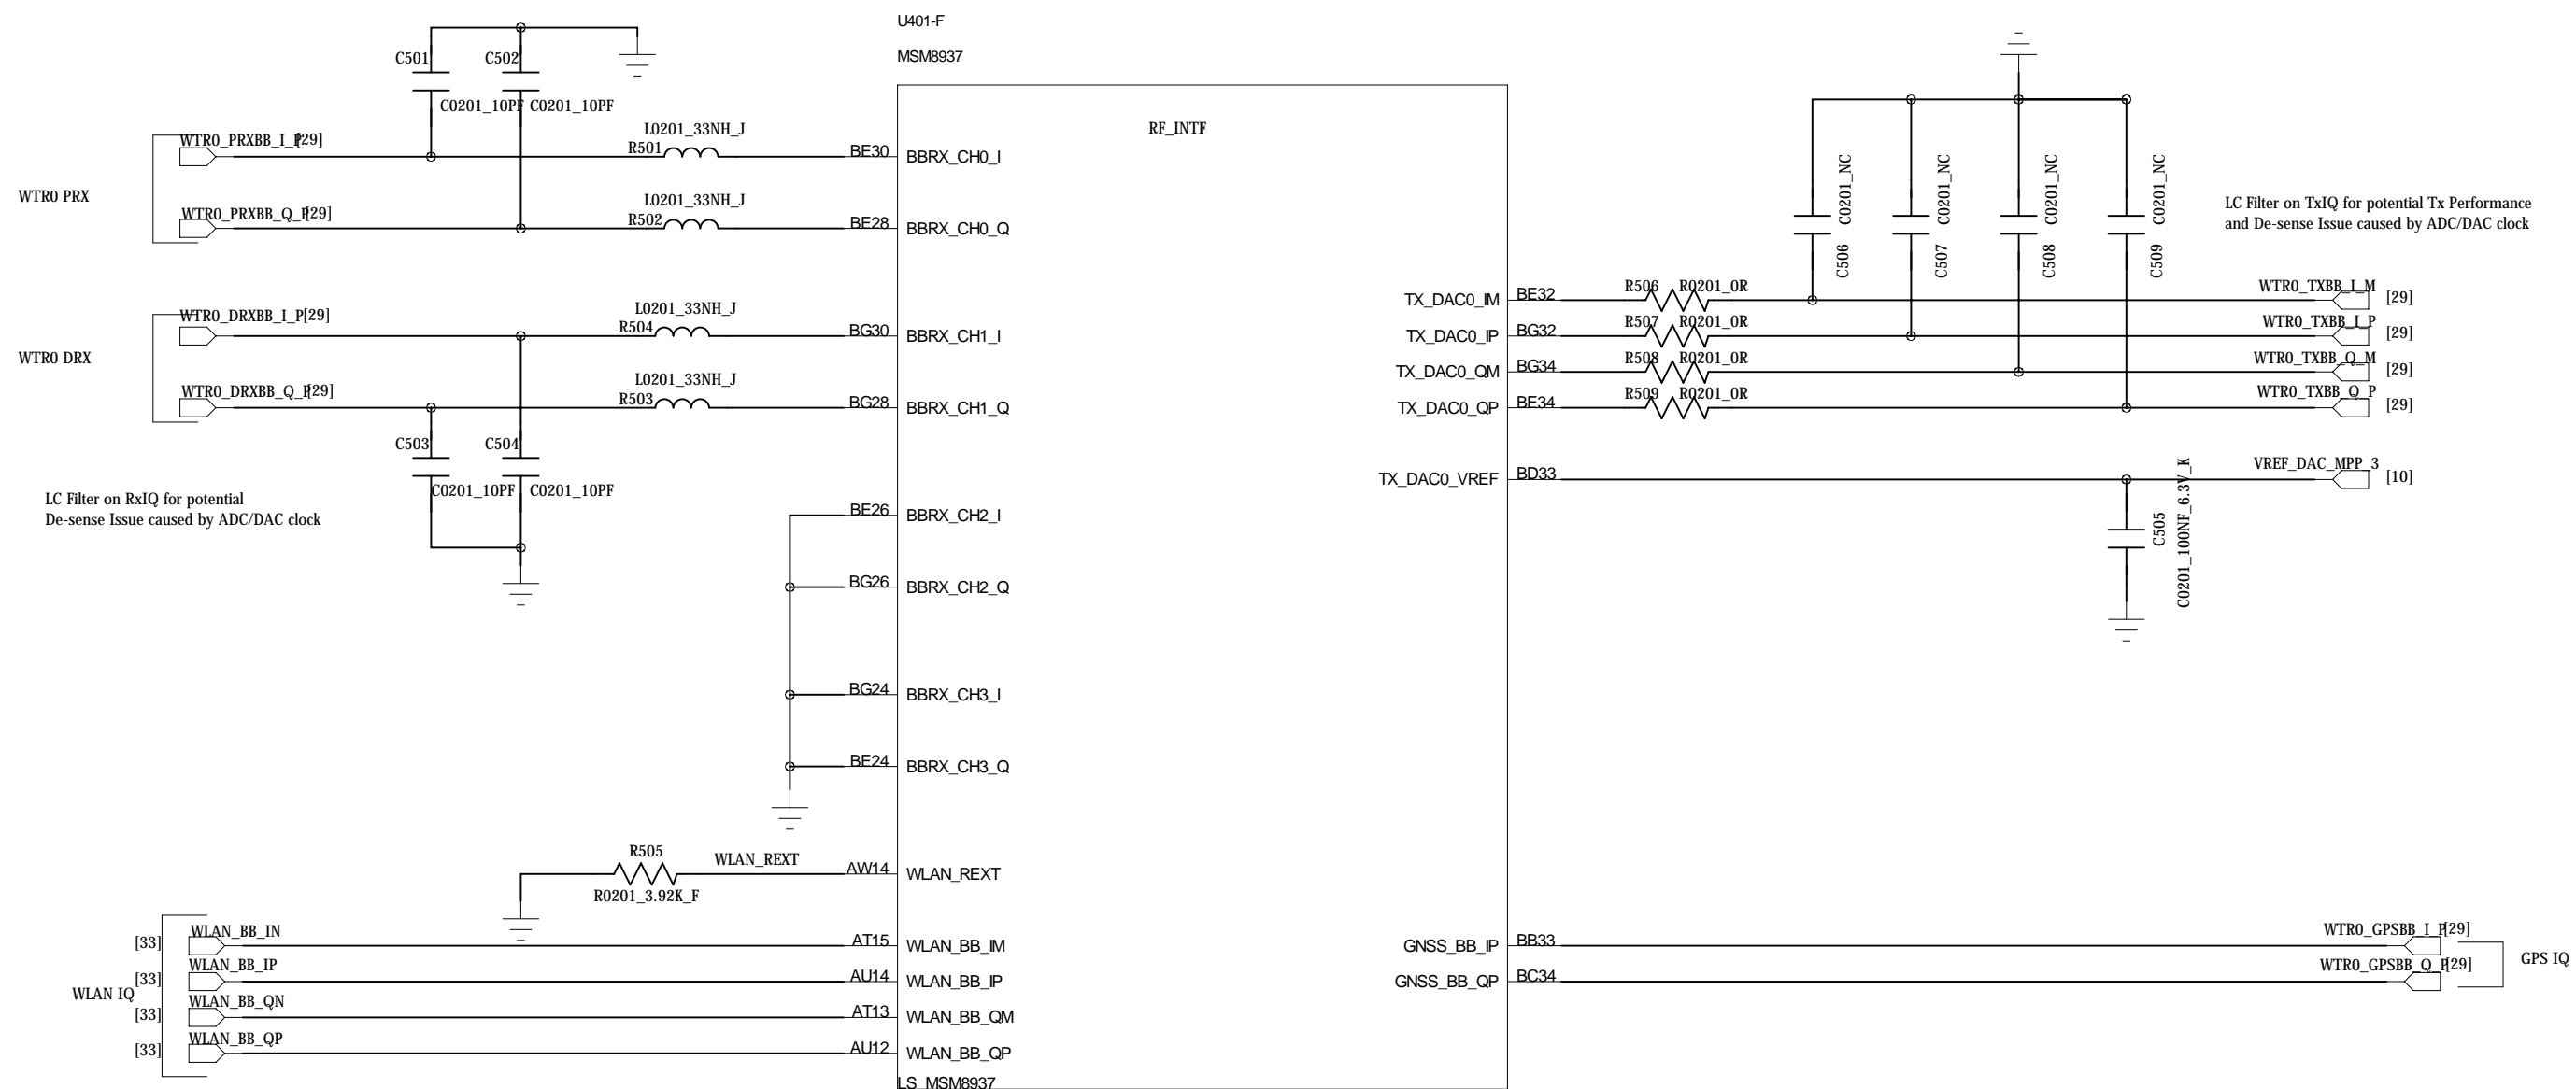 U401-F
MSM8937
RF_INTF
C501
C502
C0201_10PF
C0201_10PF
WTR0 PRX
WTR0_PRXBB_I_P[29]
L0201_33NH_J
R501
BE30
BBRX_CH0_I
WTR0_PRXBB_Q_P[29]
L0201_33NH_J
R502
BE28
BBRX_CH0_Q
WTR0 DRX
WTR0_DRXBB_I_P[29]
L0201_33NH_J
R504
BG30
BBRX_CH1_I
WTR0_DRXBB_Q_P[29]
L0201_33NH_J
R503
BG28
BBRX_CH1_Q
C503
C504
C0201_10PF
C0201_10PF
LC Filter on RxIQ for potential
De-sense Issue caused by ADC/DAC clock
BE26
BBRX_CH2_I
BG26
BBRX_CH2_Q
BG24
BBRX_CH3_I
BE24
BBRX_CH3_Q
R505
R0201_3.92K_F
WLAN_REXT
AW14
WLAN_REXT
WLAN IQ
[33]
WLAN_BB_IN
AT15
WLAN_BB_IM
[33]
WLAN_BB_IP
AU14
WLAN_BB_IP
[33]
WLAN_BB_QN
AT13
WLAN_BB_QM
[33]
WLAN_BB_QP
AU12
WLAN_BB_QP
LS_MSM8937
C0201_NC
C506
C0201_NC
C507
C0201_NC
C508
C0201_NC
C509
LC Filter on TxIQ for potential Tx Performance
and De-sense Issue caused by ADC/DAC clock
TX_DAC0_IM
BE32
R506
R0201_0R
WTR0_TXBB_I_M
[29]
TX_DAC0_IP
BG32
R507
R0201_0R
WTR0_TXBB_I_P
[29]
TX_DAC0_QM
BG34
R508
R0201_0R
WTR0_TXBB_Q_M
[29]
TX_DAC0_QP
BE34
R509
R0201_0R
WTR0_TXBB_Q_P
[29]
TX_DAC0_VREF
BD33
VREF_DAC_MPP_3
[10]
C505
C0201_100NF_6.3V_K
GNSS_BB_IP
BB33
WTR0_GPSBB_I_P[29]
GNSS_BB_QP
BC34
WTR0_GPSBB_Q_P[29]
GPS IQ